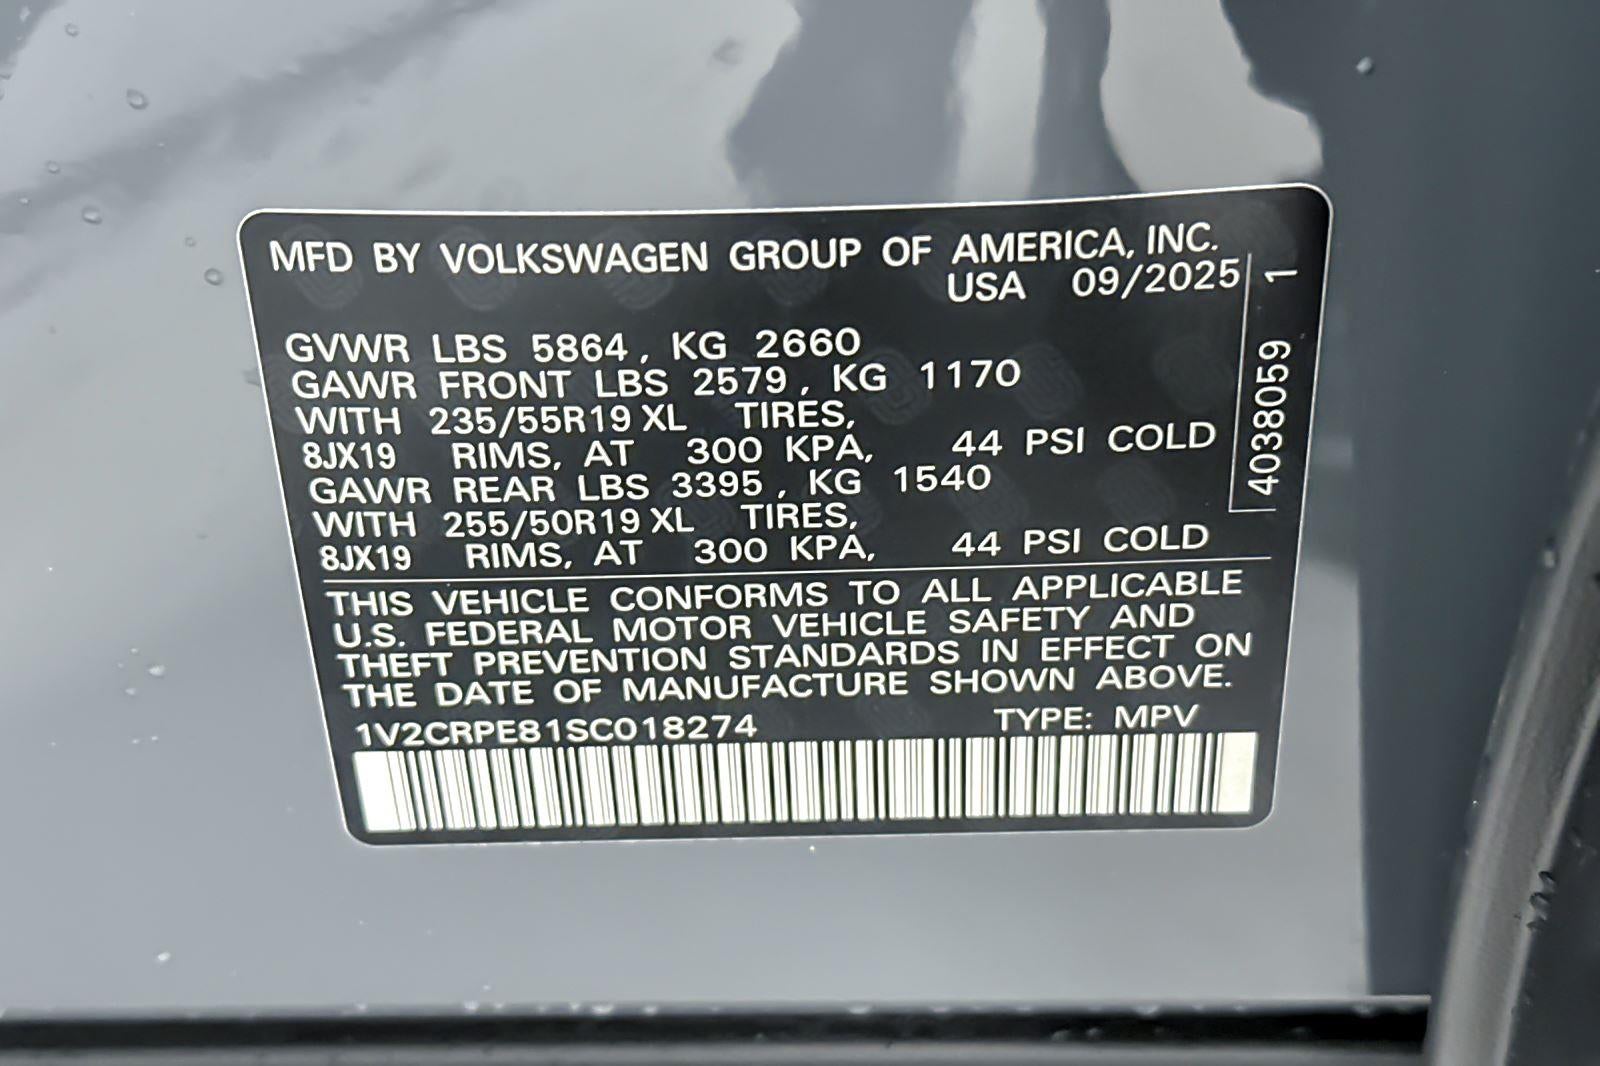 MFD BY VOLKSWAGEN GROUP OF AMERICA, INC.
USA 09/2025
GVWR LBS 5864, KG 2660
GAWR FRONT LBS 2579, KG 1170
WITH 235/55R19 XL TIRES,
8JX19 RIMS, AT 300 KPA, 44 PSI COLD
GAWR REAR LBS 3395, KG 1540
WITH 255/50R19 XL TIRES,
8JX19 RIMS, AT 300 KPA, 44 PSI COLD
THIS VEHICLE CONFORMS TO ALL APPLICABLE
U.S. FEDERAL MOTOR VEHICLE SAFETY AND
THEFT PREVENTION STANDARDS IN EFFECT ON
THE DATE OF MANUFACTURE SHOWN ABOVE.
1V2CRPE81SC018274 TYPE: MPV
4038059 1